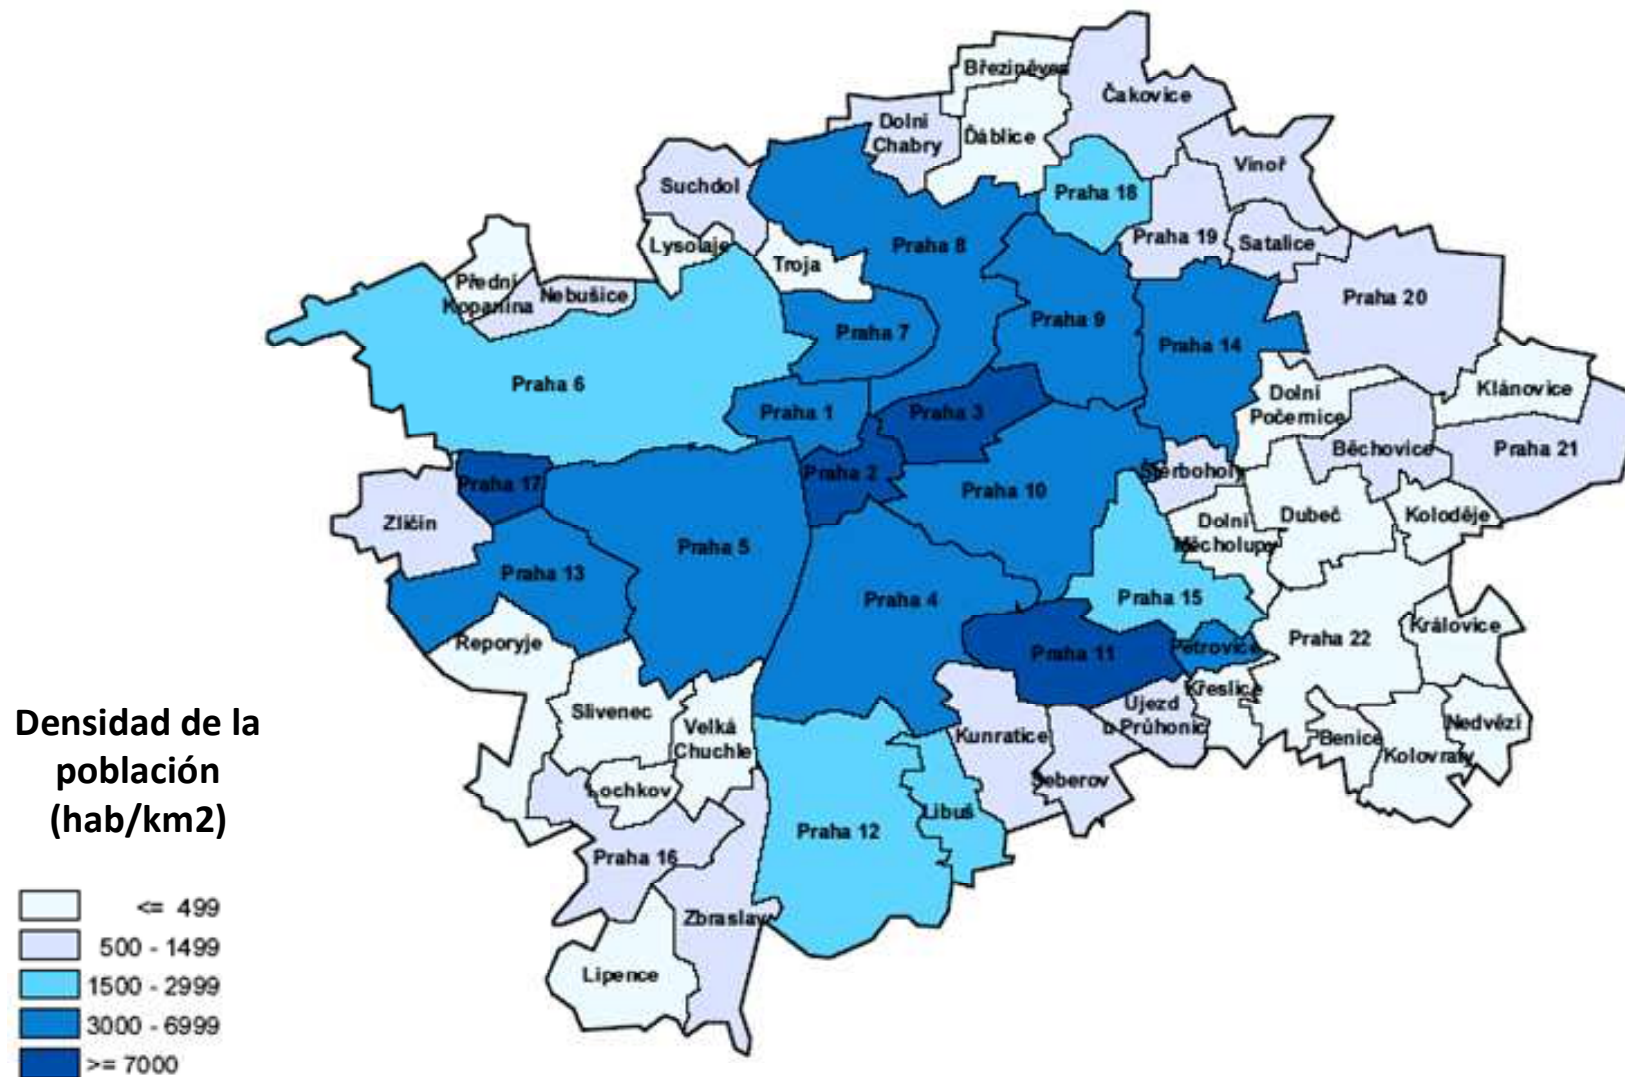 Březiněves
Čakovice
Dolní
Chabry
Ďáblice
Vinoř
Suchdol
Praha 18
Lysolaje
Troja
Praha 8
Praha 19
Satalice
Přední
Kopanina
Nebušice
Praha 20
Praha 7
Praha 9
Praha 14
Praha 6
Praha 1
Praha 3
Dolní
Počernice
Klánovice
Praha 17
Praha 2
Praha 10
Štěrboholy
Běchovice
Praha 21
Zličín
Praha 5
Dolní
Měcholupy
Dubeč
Koloděje
Praha 13
Praha 4
Praha 15
Reporyje
Praha 11
Petrovice
Praha 22
Královice
Slivenec
Velká
Chuchle
Kunratice
Újezd
u Průhonic
Křeslice
Benice
Kolovraty
Nedvězí
Lochkov
Šeberov
Praha 16
Praha 12
Libuš
Zbraslav
Lipence
Densidad de la
población
(hab/km2)
<= 499
500 - 1499
1500 - 2999
3000 - 6999
>= 7000